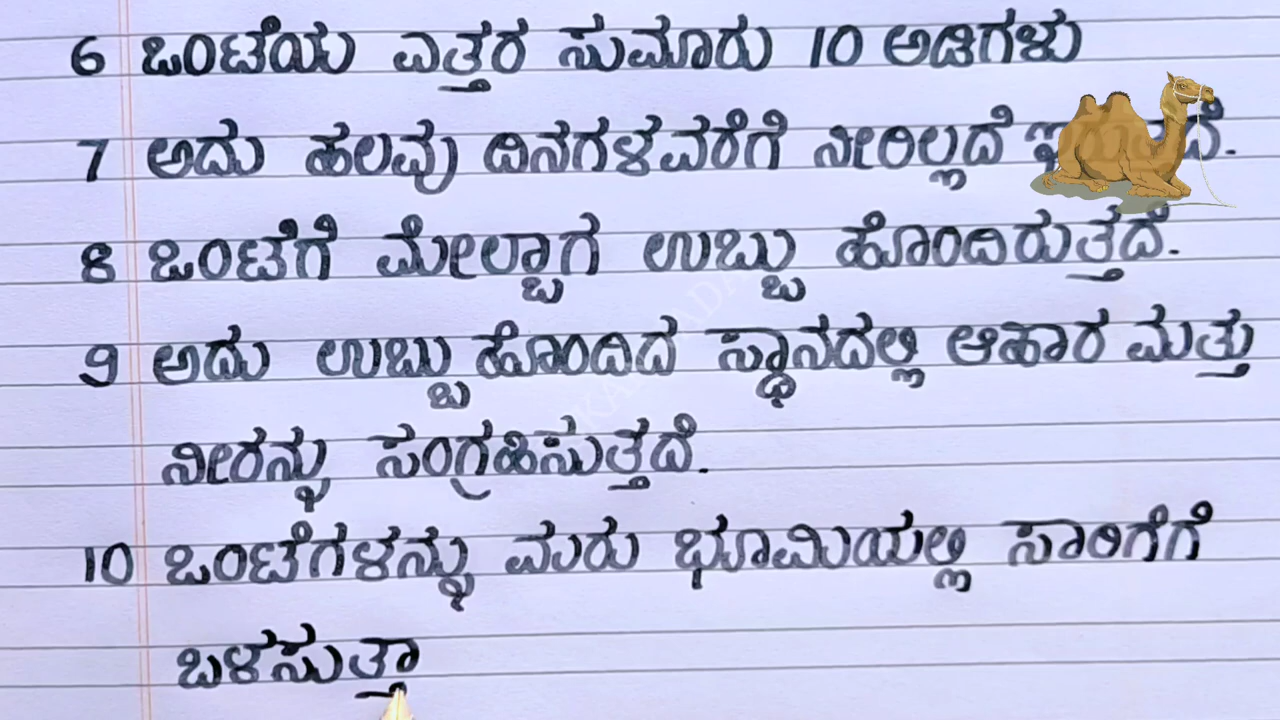 6 ಒಂಟೆಯ ಎತ್ತರ ಸುಮಾರು 10 ಅಡಿಗಳು
7 ಅದು ಹಲವು ದಿನಗಳವರೆಗೆ ನೀರಿಲ್ಲದೆ
8 ಒಂಟೆಗೆ ಮೇಲ್ಬಾಗ ಉಬ್ಬು ಹೊಂದಿರುತ್ತದೆ.
9 ಅದು ಉಬ್ಬು ಹೊಂದಿದ ಸ್ಥಾನದಲ್ಲಿ ಆಹಾರ ಮತ್ತು
ನೀರನ್ನು ಸಂಗ್ರಹಿಸುತ್ತದೆ.
10 ಒಂಟೆಗಳನ್ನು ಮರು ಭೂಮಿಯಲ್ಲಿ ಸಾರಿಗೆಗೆ
ಬಳಸುತ್ತಾ